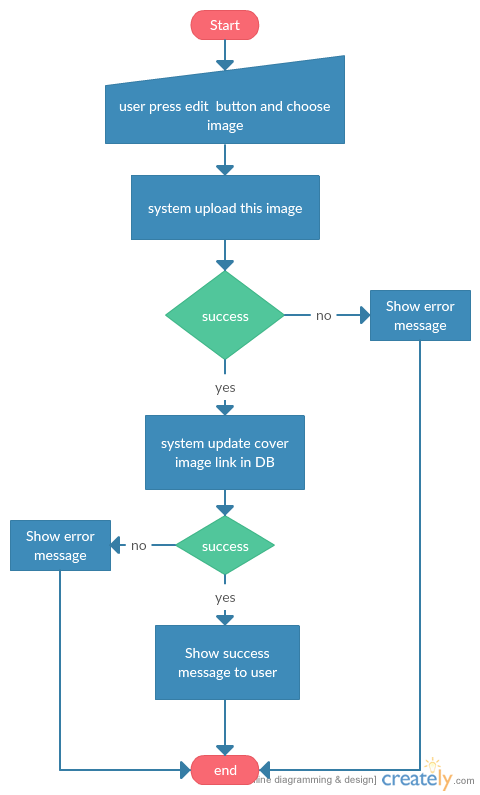 Start
user press edit button and choose
image
system upload this image
success
no
Show error
message
yes
system update cover
image link in DB
success
no
Show error
message
yes
Show success
message to user
end
diagramming & design]
creately.com